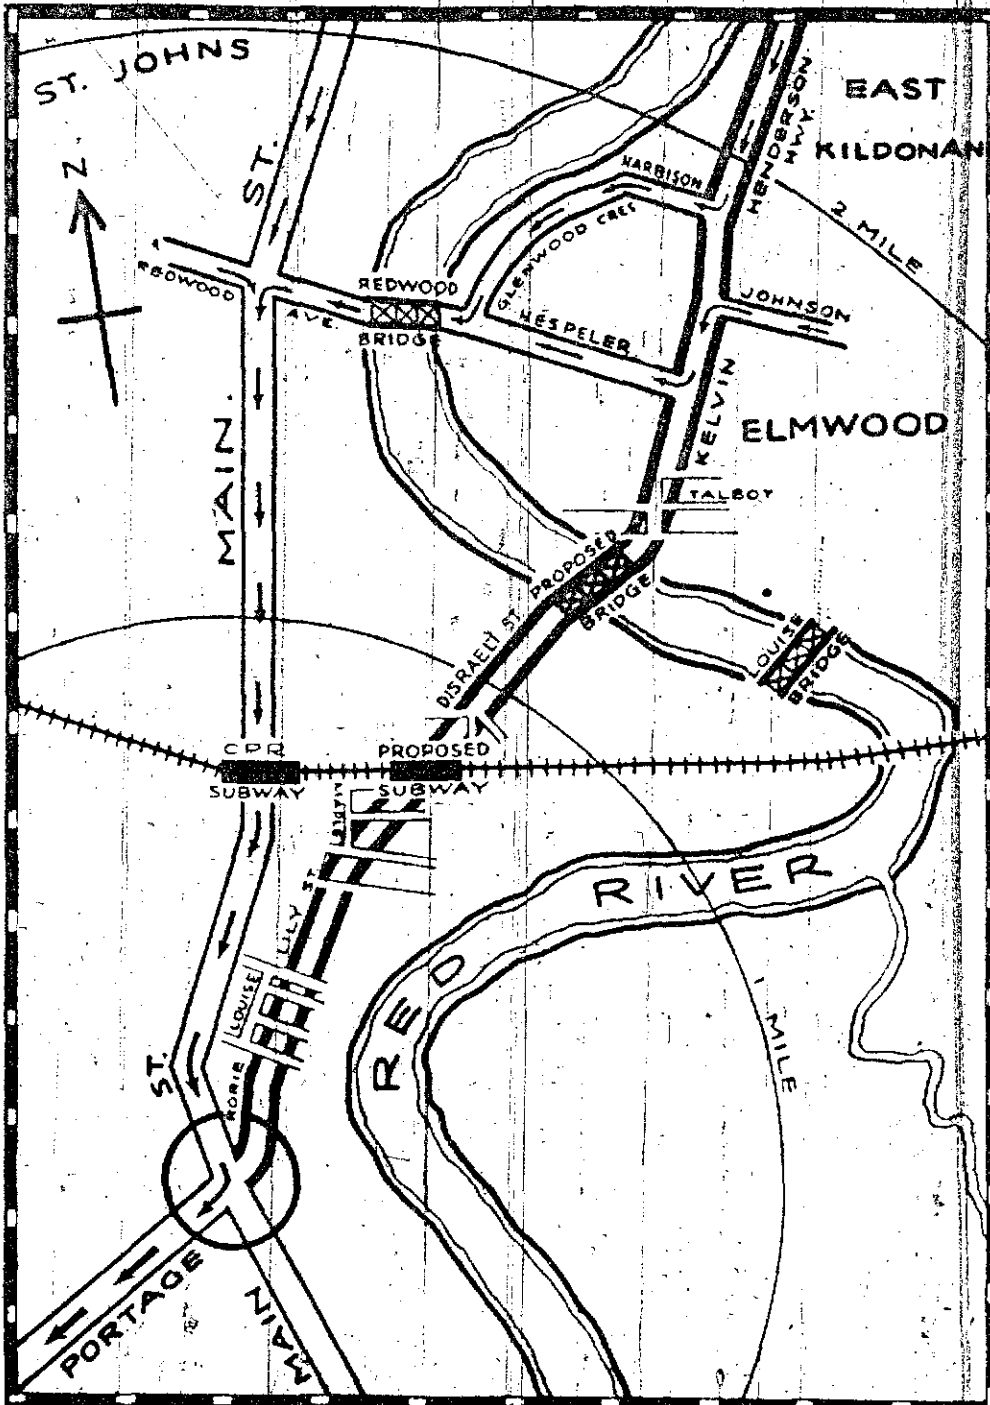 ST. JOHNS
EAST
KILDONAN
HENDERSON
HWY.
N
ST.
HARBISON
2 MILE
REDWOOD
AVE.
REDWOOD
BRIDGE
GLENWOOD CRES
HESPELER
JOHNSON
KELVIN
ELMWOOD
MAIN.
TALBOT
PROPOSED
BRIDGE
DISRAELI ST.
LOUISE
BRIDGE
CPR
SUBWAY
PROPOSED
SUBWAY
RED RIVER
LILY ST.
LOUISE
RORIE
ST.
1 MILE
PORTAGE
MAIN